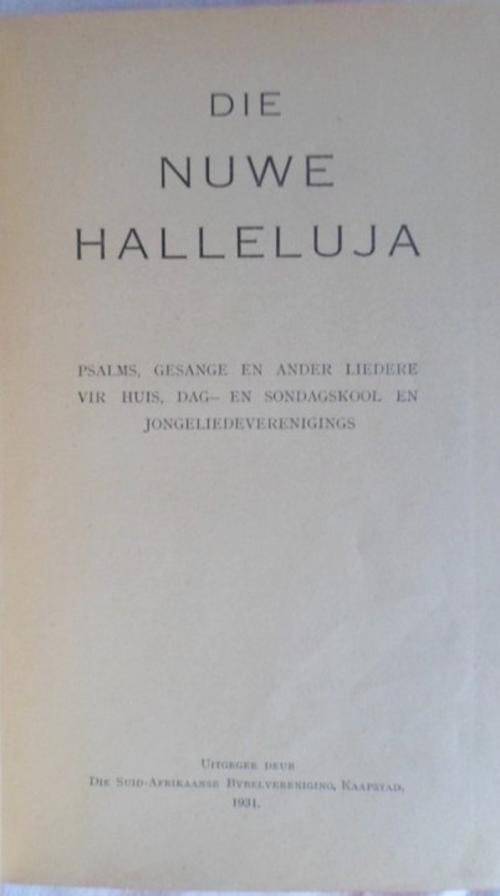 DIE
NUWE
HALLELUJA
PSALMS, GESANGE EN ANDER LIEDERE
VIR HUIS, DAG– EN SONDAGSKOOL EN
JONGELIEDEVERENIGINGS
UITGEGEE DEUR
DIE SUID-AFRIKAANSE BYBELVERENIGING, KAAPSTAD.
1931.